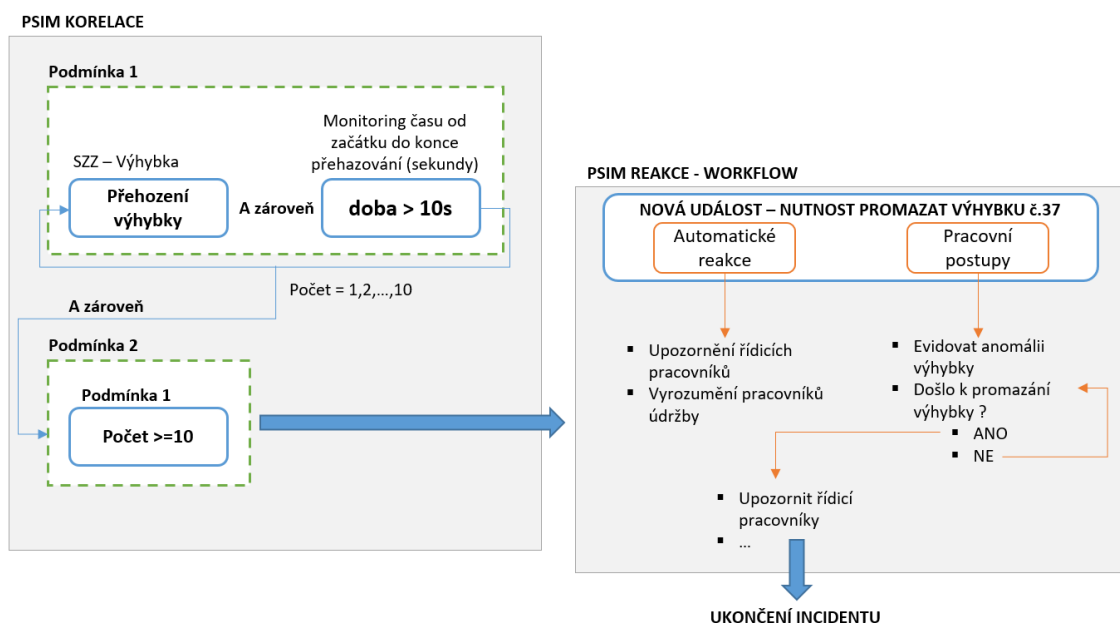 PSIM KORELACE
Podmínka 1
Monitoring času od
začátku do konce
přehazování (sekundy)
SZZ – Výhybka
Přehození
výhybky
A zároveň
doba > 10s
Počet = 1,2,...,10
A zároveň
Podmínka 2
Podmínka 1
Počet >=10
PSIM REAKCE - WORKFLOW
NOVÁ UDÁLOST – NUTNOST PROMAZAT VÝHYBKU č.37
Automatické
reakce
Pracovní
postupy
▪ Upozornění řídicích
pracovníků
▪ Vyrozumění pracovníků
údržby
▪ Evidovat anomálii
výhybky
▪ Došlo k promazání
výhybky ?
▪ ANO
▪ NE
▪ Upozornit řídicí
pracovníky
▪ ...
UKONČENÍ INCIDENTU